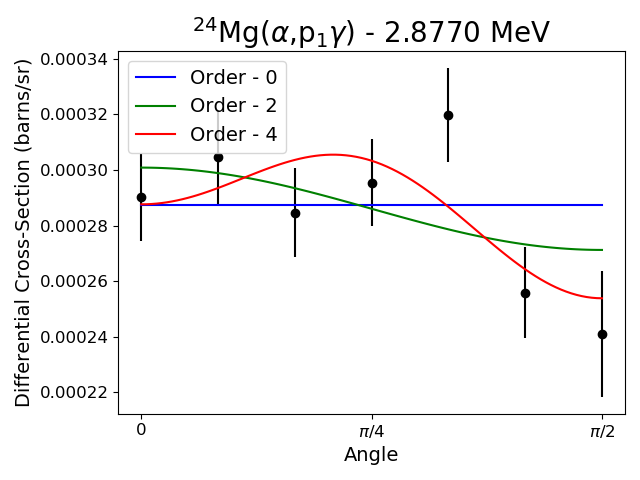 ²⁴Mg(α,p₁γ) - 2.8770 MeV
Differential Cross-Section (barns/sr)
0.00034
0.00032
0.00030
0.00028
0.00026
0.00024
0.00022
Order - 0
Order - 2
Order - 4
0
π/4
π/2
Angle